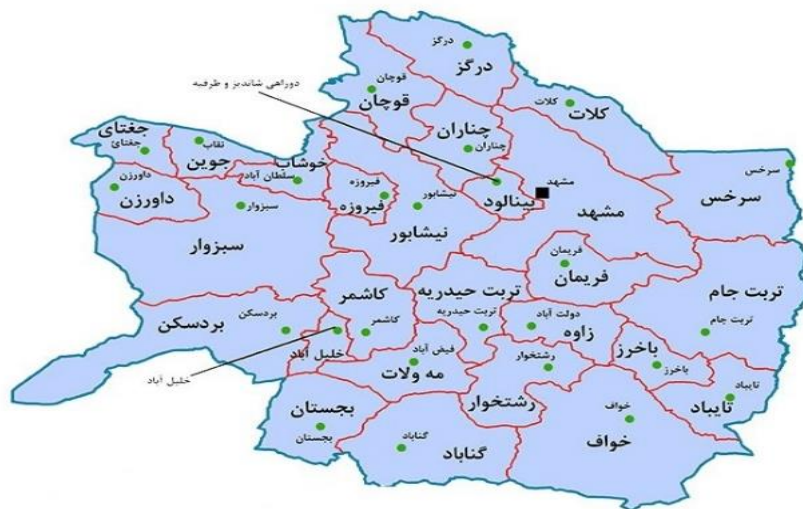 درگز
درگز
قوچان
قوچان
دوراهی شاندیز و طرقبه
کلات
کلات
چناران
چناران
جغتای
جغتای
نقاب
جوین
خوشاب
سلطان آباد
داورزن
داورزن
سبزوار
سبزوار
فیروزه
فیروزه
نیشابور
نیشابور
بینالود
مشهد
مشهد
سرخس
سرخس
فریمان
فریمان
تربت جام
تربت جام
کاشمر
کاشمر
تربت حیدریه
تربت حیدریه
دولت آباد
زاوه
بردسکن
بردسکن
خلیل آباد
خلیل آباد
فیض آباد
مه ولات
رشتخوار
رشتخوار
باخرز
باخرز
تایباد
تایباد
بجستان
بجستان
گناباد
گناباد
خواف
خواف